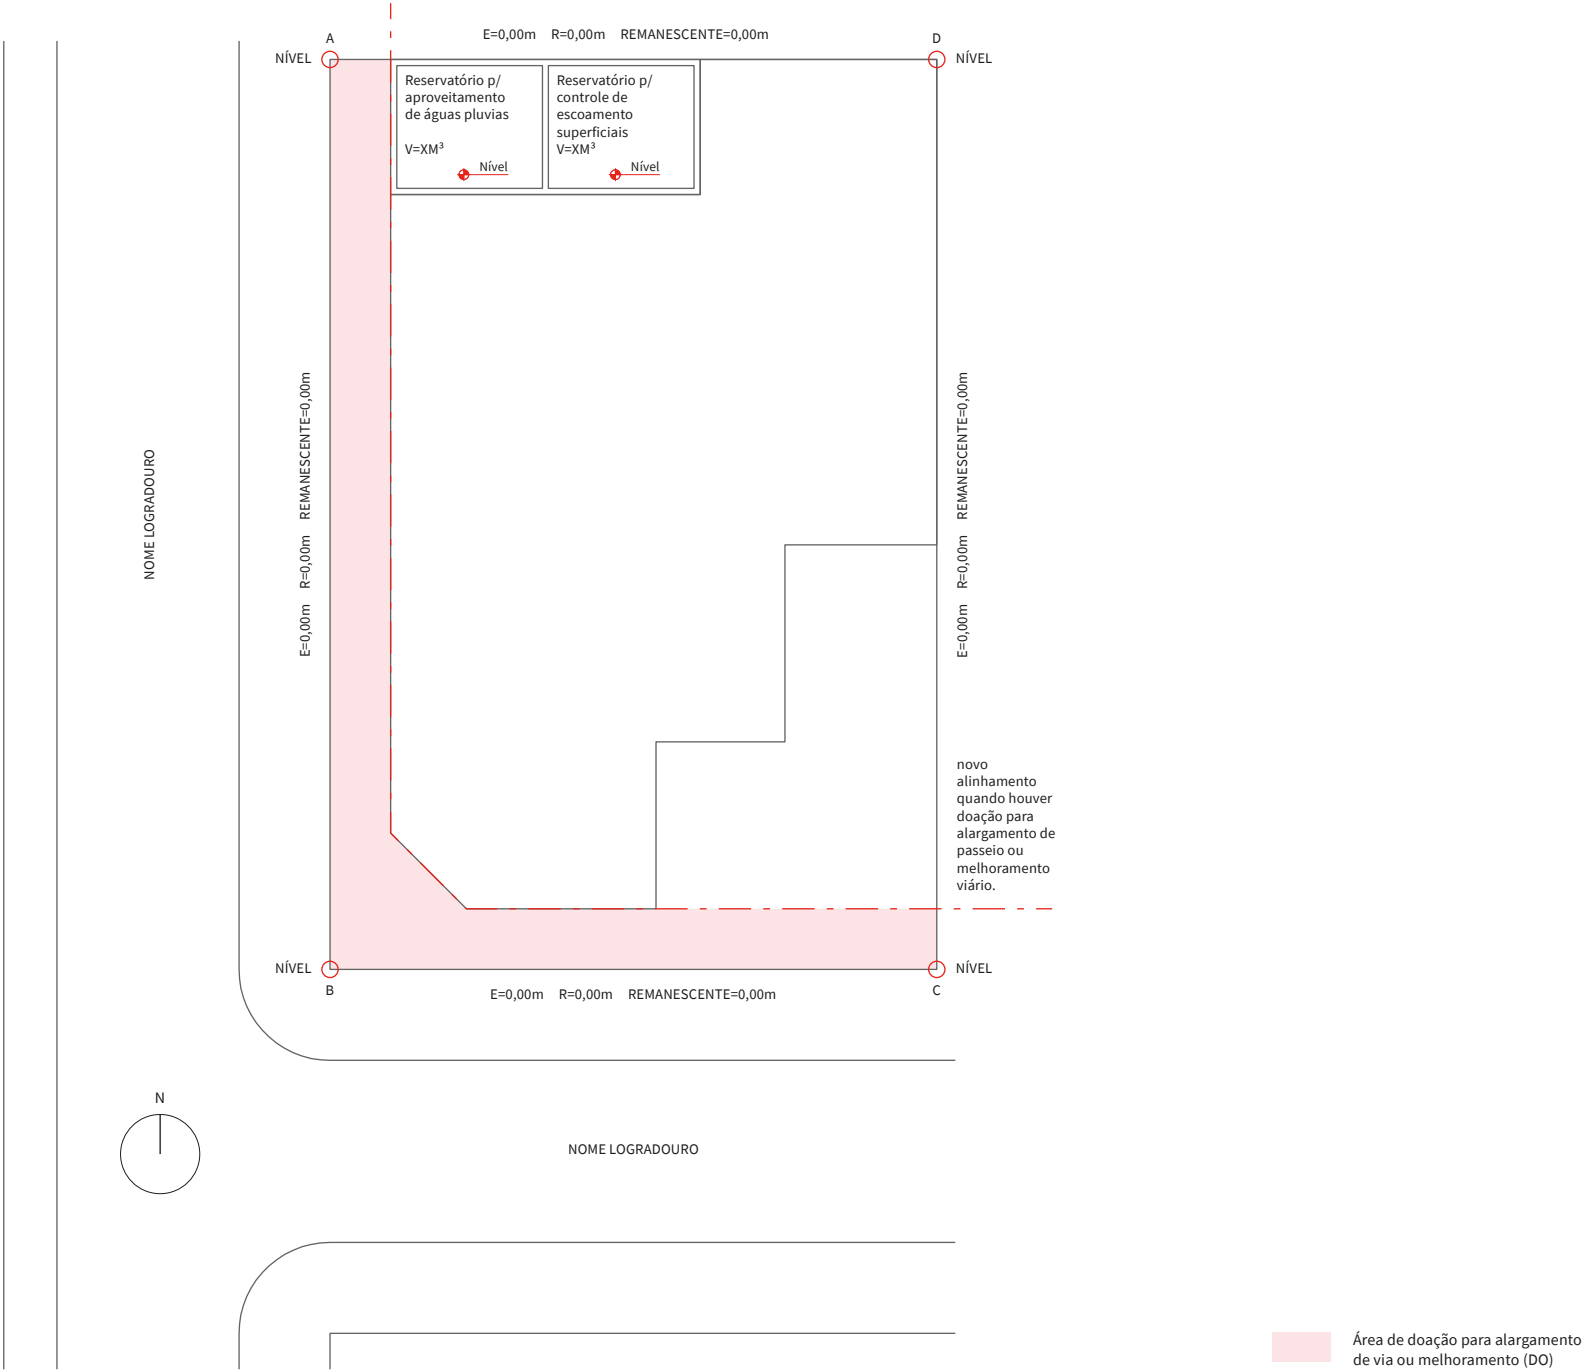 E=0,00m R=0,00m REMANESCENTE=0,00m
A
D
NÍVEL
NÍVEL
Reservatório p/
aproveitamento
de águas pluvias
V=XM³
Nível
Reservatório p/
controle de
escoamento
superficiais
V=XM³
Nível
NOME LOGRADOURO
E=0,00m R=0,00m REMANESCENTE=0,00m
E=0,00m R=0,00m REMANESCENTE=0,00m
novo
alinhamento
quando houver
doação para
alargamento de
passeio ou
melhoramento
viário.
NÍVEL
NÍVEL
B
C
E=0,00m R=0,00m REMANESCENTE=0,00m
N
NOME LOGRADOURO
Área de doação para alargamento
de via ou melhoramento (DO)